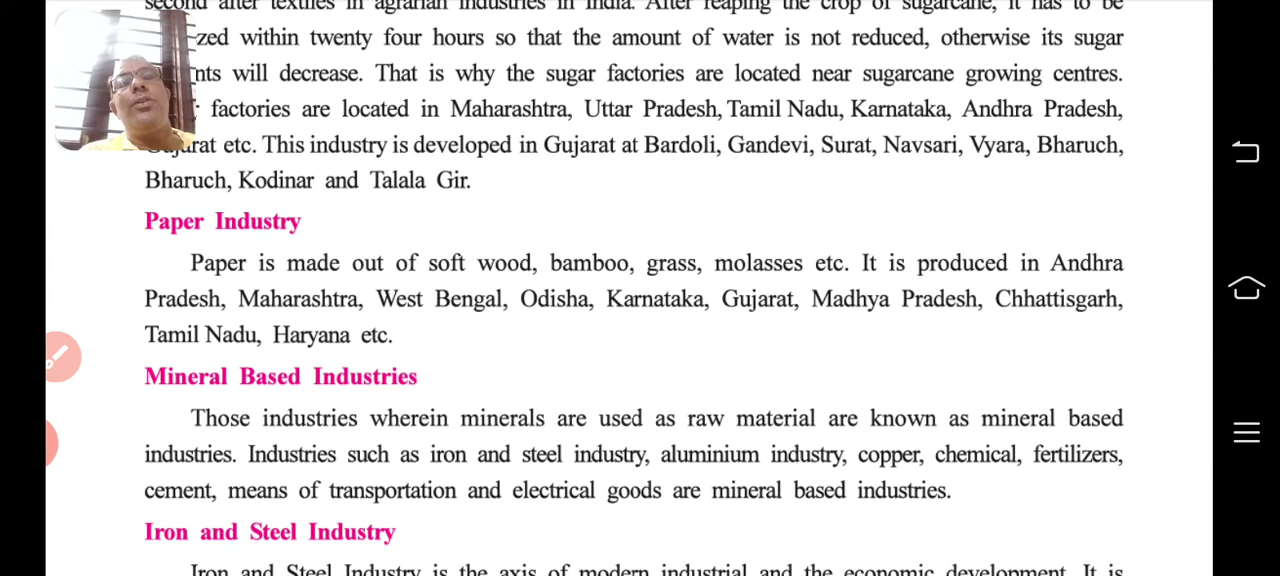 second after textiles in agrarian industries in India. After reaping the crop of sugarcane, it has to be
zed within twenty four hours so that the amount of water is not reduced, otherwise its sugar
nts will decrease. That is why the sugar factories are located near sugarcane growing centres.
factories are located in Maharashtra, Uttar Pradesh, Tamil Nadu, Karnataka, Andhra Pradesh,
Gujarat etc. This industry is developed in Gujarat at Bardoli, Gandevi, Surat, Navsari, Vyara, Bharuch,
Bharuch, Kodinar and Talala Gir.
Paper Industry
Paper is made out of soft wood, bamboo, grass, molasses etc. It is produced in Andhra
Pradesh, Maharashtra, West Bengal, Odisha, Karnataka, Gujarat, Madhya Pradesh, Chhattisgarh,
Tamil Nadu, Haryana etc.
Mineral Based Industries
Those industries wherein minerals are used as raw material are known as mineral based
industries. Industries such as iron and steel industry, aluminium industry, copper, chemical, fertilizers,
cement, means of transportation and electrical goods are mineral based industries.
Iron and Steel Industry
Iron and Steel Industry is the axis of modern industrial and the economic development. It is